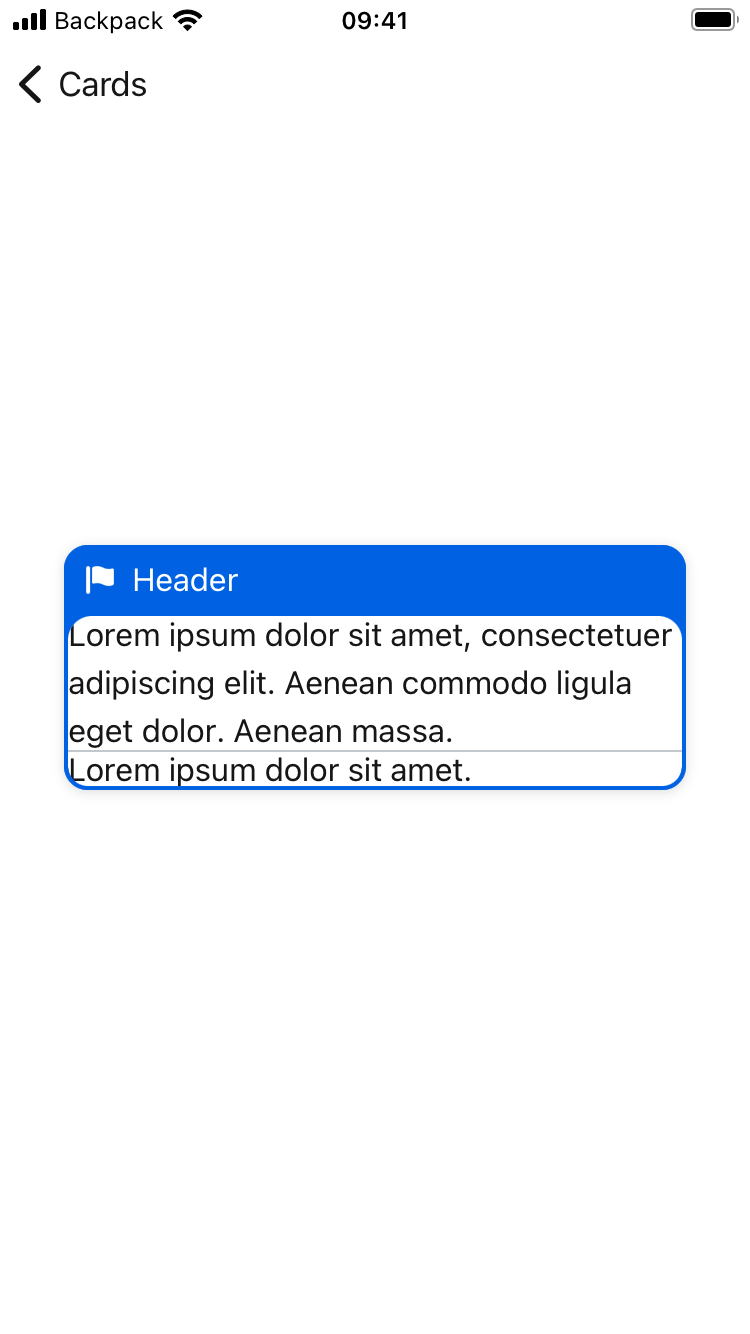 Backpack 09:41
Cards
Header
Lorem ipsum dolor sit amet, consectetuer
adipiscing elit. Aenean commodo ligula
eget dolor. Aenean massa.
Lorem ipsum dolor sit amet.